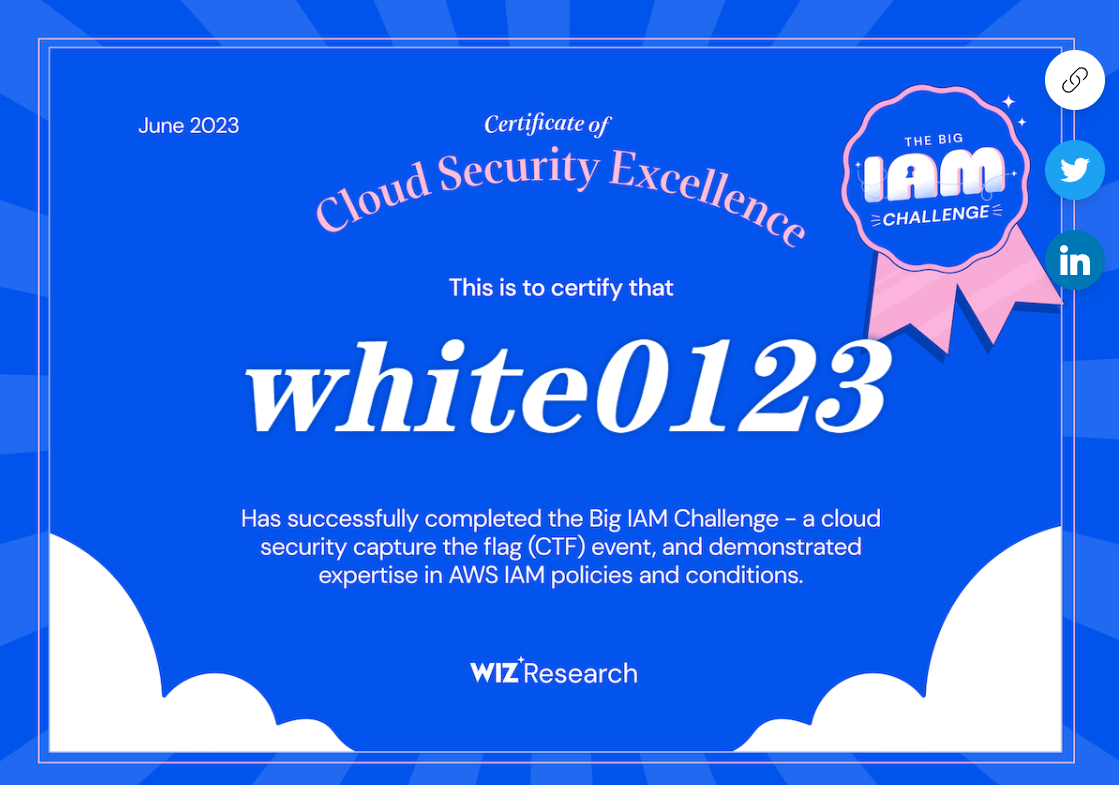 June 2023
Certificate of
Cloud Security Excellence
THE BIG
IAM
CHALLENGE
in
This is to certify that
white0123
Has successfully completed the Big IAM Challenge - a cloud
security capture the flag (CTF) event, and demonstrated
expertise in AWS IAM policies and conditions.
WIZ Research